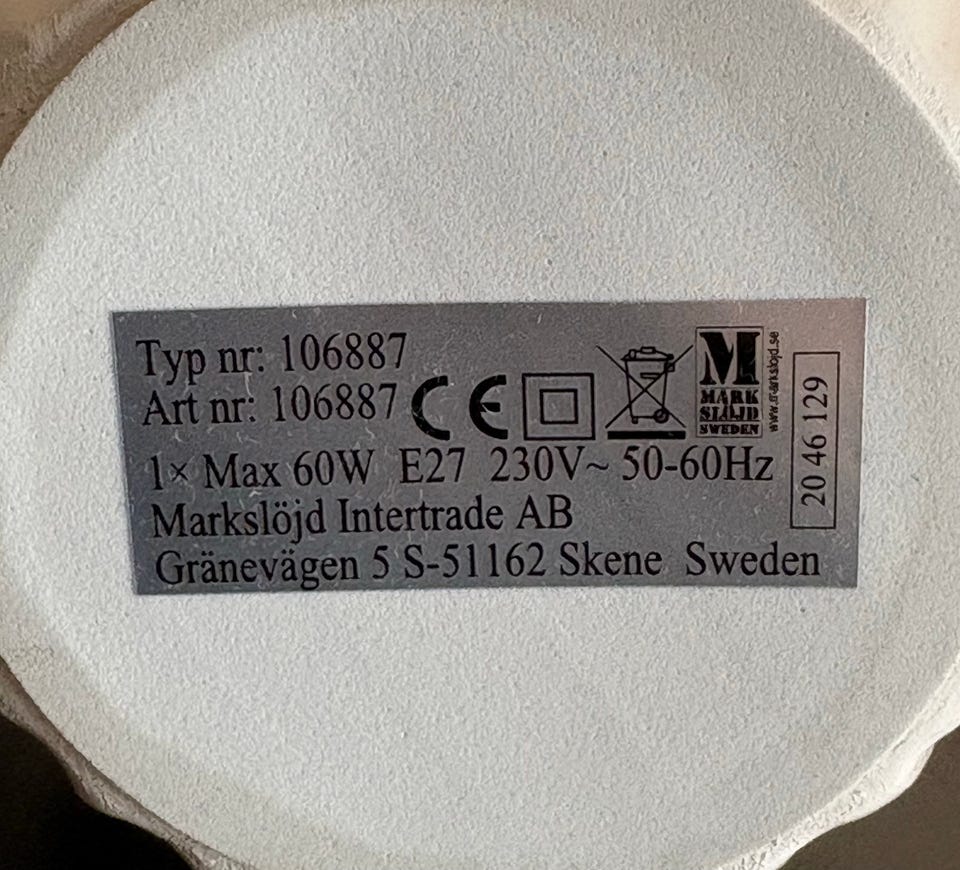 Typ nr: 106887
Art nr: 106887
CE
M
MARK
SLÖJD
SWEDEN
www.markslojd.se
20 46 129
1× Max 60W E27 230V~ 50-60Hz
Markslöjd Intertrade AB
Gränevägen 5 S-51162 Skene Sweden